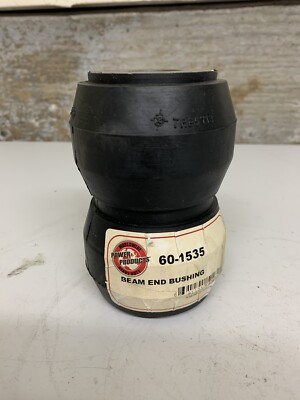 POWER
PRODUCTS
60-1535
BEAM END BUSHING